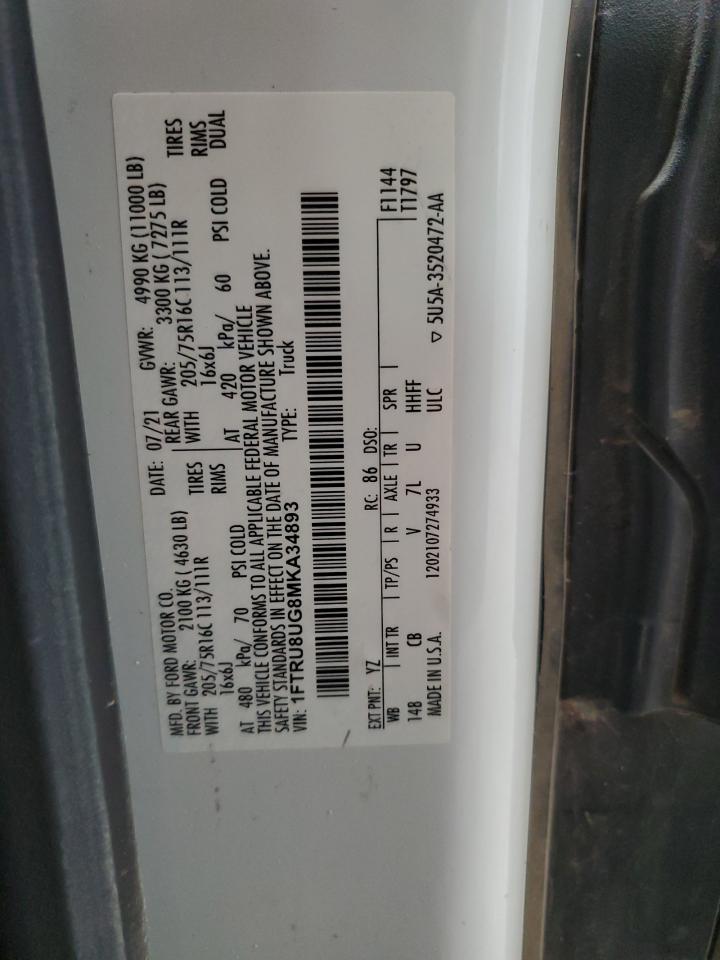 MFD. BY FORD MOTOR CO. DATE: 07/21 GVWR: 4990 KG (11000 LB)
FRONT GAWR: 2100 KG ( 4630 LB) REAR GAWR: 3300 KG ( 7275 LB)
WITH 205/75R16C 113/111R TIRES WITH 205/75R16C 113/111R TIRES
16x6J RIMS 16x6J RIMS
AT 480 kPa/ 70 PSI COLD AT 420 kPa/ 60 PSI COLD DUAL
THIS VEHICLE CONFORMS TO ALL APPLICABLE FEDERAL MOTOR VEHICLE
SAFETY STANDARDS IN EFFECT ON THE DATE OF MANUFACTURE SHOWN ABOVE.
VIN: 1FTRU8UG8MKA34893 TYPE: Truck
EXT PNT: YZ RC: 86 DSO: F1144
WB INT TR TP/PS R AXLE TR SPR T1797
148 CB V 7L U HHFF
MADE IN U.S.A. 1202107274933 ULC ▽ 5U5A-3520472-AA